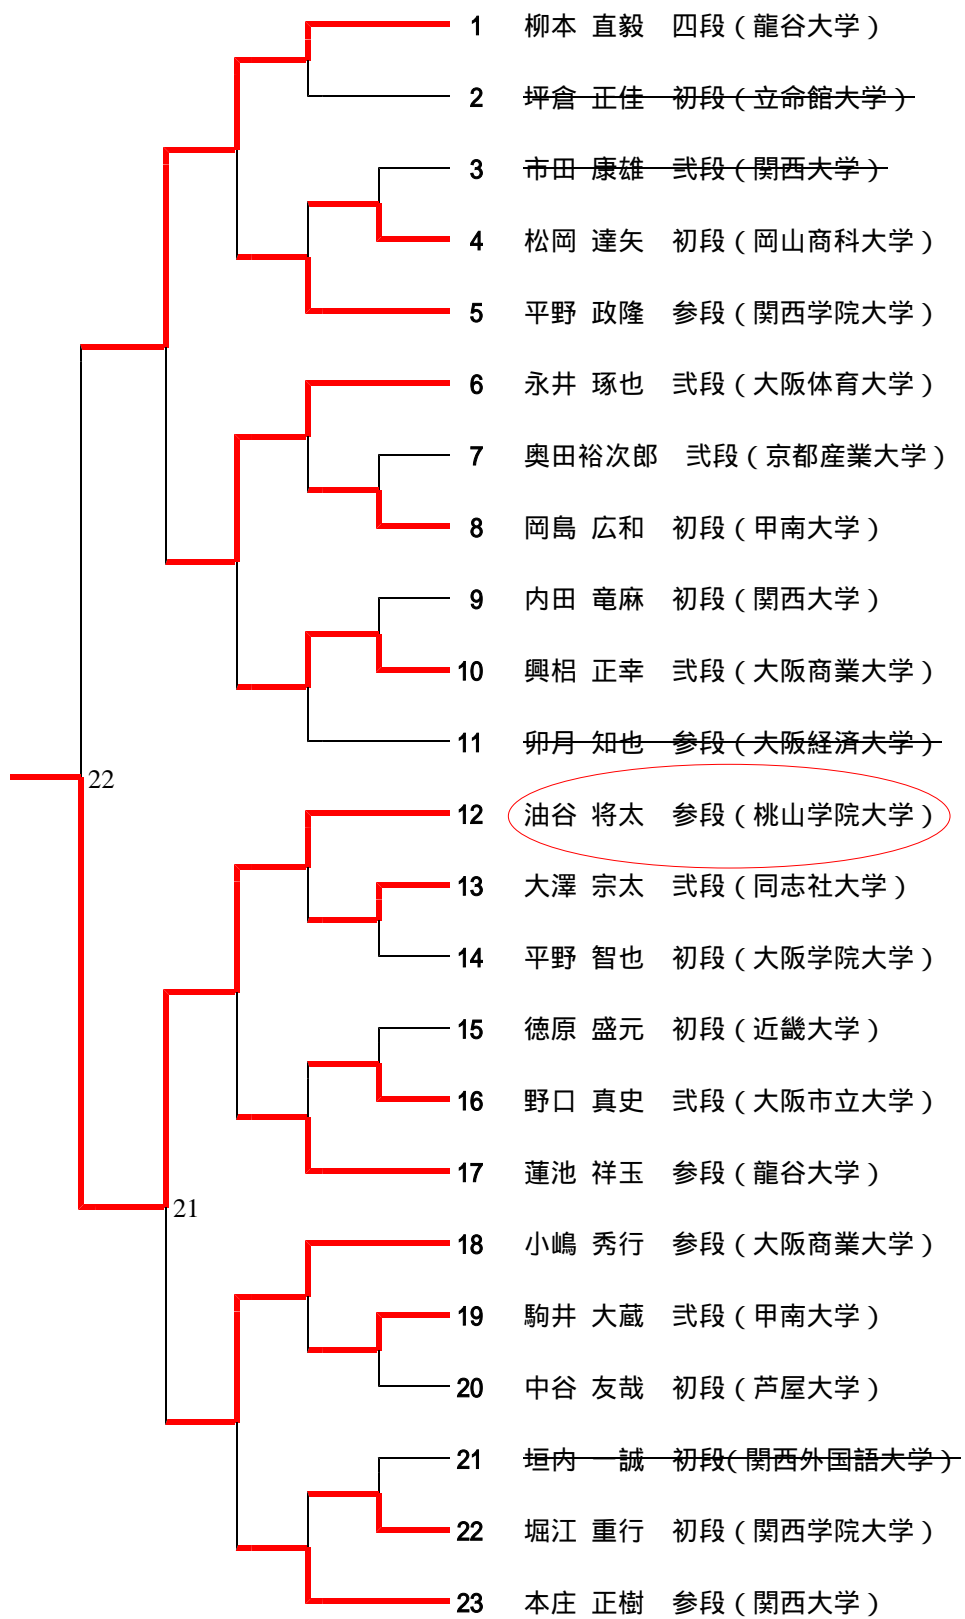 1 柳本 直毅 四段(龍谷大学)
2 坪倉 正佳 初段(立命館大学)
3 市田 康雄 弐段(関西大学)
4 松岡 達矢 初段(岡山商科大学)
5 平野 政隆 参段(関西学院大学)
6 永井 琢也 弐段(大阪体育大学)
7 奥田裕次郎 弐段(京都産業大学)
8 岡島 広和 初段(甲南大学)
9 内田 竜麻 初段(関西大学)
10 興梠 正幸 弐段(大阪商業大学)
11 卯月 知也 参段(大阪経済大学)
22
12 油谷 将太 参段(桃山学院大学)
13 大澤 宗太 弐段(同志社大学)
14 平野 智也 初段(大阪学院大学)
15 徳原 盛元 初段(近畿大学)
16 野口 真史 弐段(大阪市立大学)
17 蓮池 祥玉 参段(龍谷大学)
21
18 小嶋 秀行 参段(大阪商業大学)
19 駒井 大蔵 弐段(甲南大学)
20 中谷 友哉 初段(芦屋大学)
21 垣内 一誠 初段(関西外国語大学)
22 堀江 重行 初段(関西学院大学)
23 本庄 正樹 参段(関西大学)